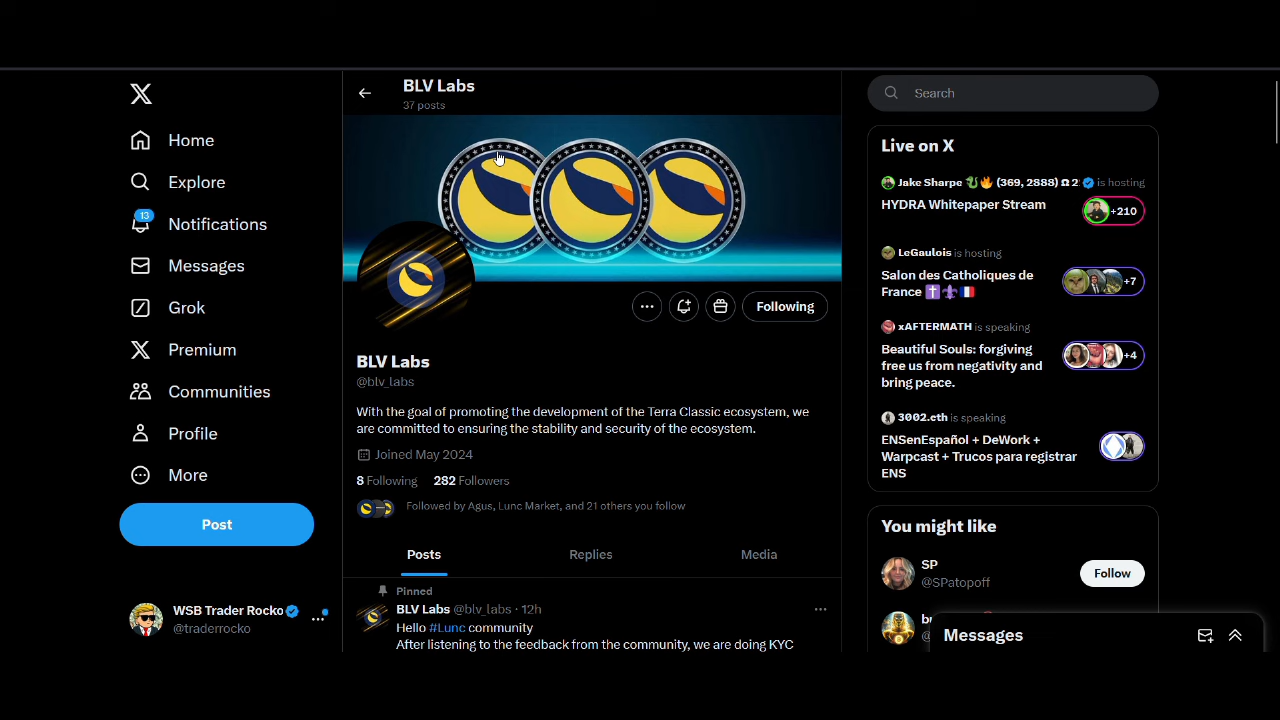 Home
Explore
13
Notifications
Messages
Grok
Premium
Communities
Profile
More
Post
WSB Trader Rocko
@traderrocko
BLV Labs
37 posts
Following
BLV Labs
@blv_labs
With the goal of promoting the development of the Terra Classic ecosystem, we
are committed to ensuring the stability and security of the ecosystem.
Joined May 2024
8 Following 282 Followers
Followed by Agus, Lunc Market, and 21 others you follow
Posts Replies Media
Pinned
BLV Labs @blv_labs · 12h
Hello #Lunc community
After listening to the feedback from the community, we are doing KYC
Search
Live on X
Jake Sharpe (369, 2888) is hosting
HYDRA Whitepaper Stream
+210
LeGaulois is hosting
Salon des Catholiques de
France
+7
xAFTERMATH is speaking
Beautiful Souls: forgiving
free us from negativity and
bring peace.
+4
3002.eth is speaking
ENSenEspañol + DeWork +
Warpcast + Trucos para registrar
ENS
You might like
SP
@SPatopoff
Follow
Messages